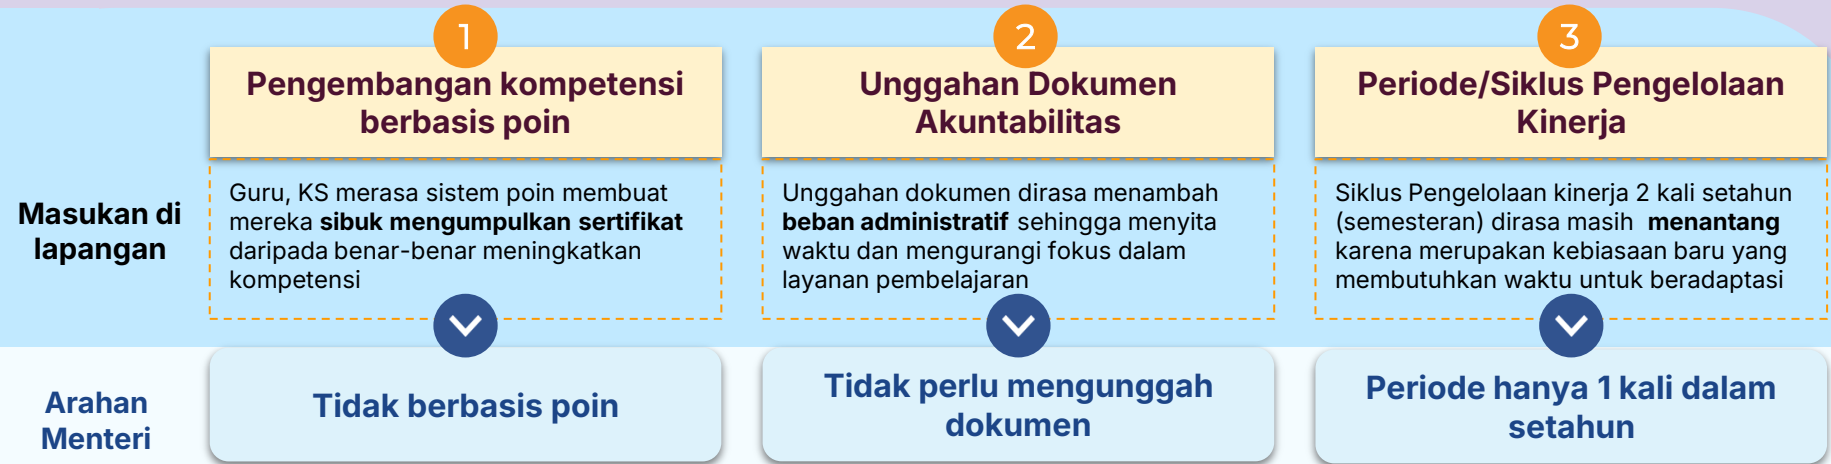 1
Pengembangan kompetensi
berbasis poin
2
Unggahan Dokumen
Akuntabilitas
3
Periode/Siklus Pengelolaan
Kinerja
Masukan di
lapangan
Guru, KS merasa sistem poin membuat
mereka sibuk mengumpulkan sertifikat
daripada benar-benar meningkatkan
kompetensi
Unggahan dokumen dirasa menambah
beban administratif sehingga menyita
waktu dan mengurangi fokus dalam
layanan pembelajaran
Siklus Pengelolaan kinerja 2 kali setahun
(semesteran) dirasa masih menantang
karena merupakan kebiasaan baru yang
membutuhkan waktu untuk beradaptasi
Arahan
Menteri
Tidak berbasis poin
Tidak perlu mengunggah
dokumen
Periode hanya 1 kali dalam
setahun